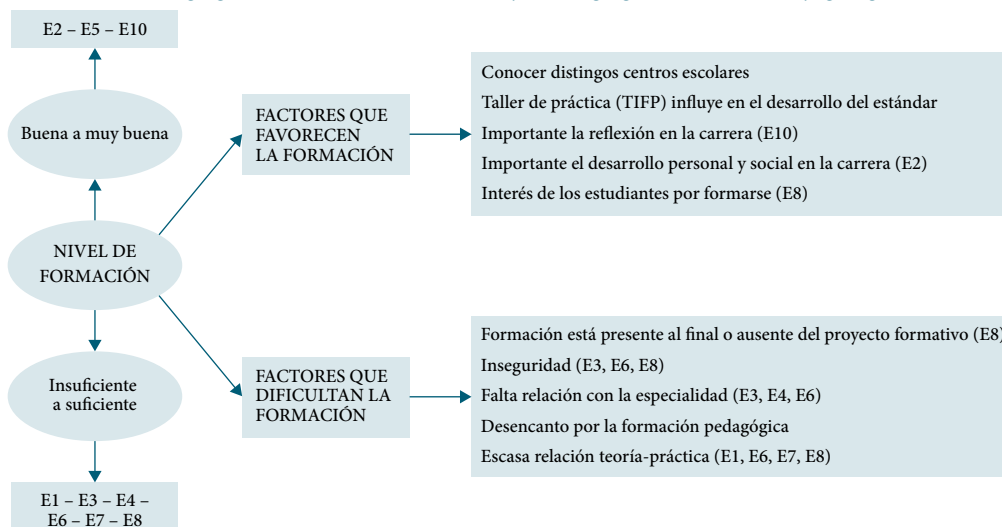 E2 – E5 – E10
Buena a muy buena
NIVEL DE
FORMACIÓN
Insuficiente
a suficiente
E1 – E3 – E4 –
E6 – E7 – E8
FACTORES QUE
FAVORECEN
LA FORMACIÓN
Conocer distingos centros escolares
Taller de práctica (TIFP) influye en el desarrollo del estándar
Importante la reflexión en la carrera (E10)
Importante el desarrollo personal y social en la carrera (E2)
Interés de los estudiantes por formarse (E8)
FACTORES QUE
DIFICULTAN LA
FORMACIÓN
Formación está presente al final o ausente del proyecto formativo (E8)
Inseguridad (E3, E6, E8)
Falta relación con la especialidad (E3, E4, E6)
Desencanto por la formación pedagógica
Escasa relación teoría-práctica (E1, E6, E7, E8)